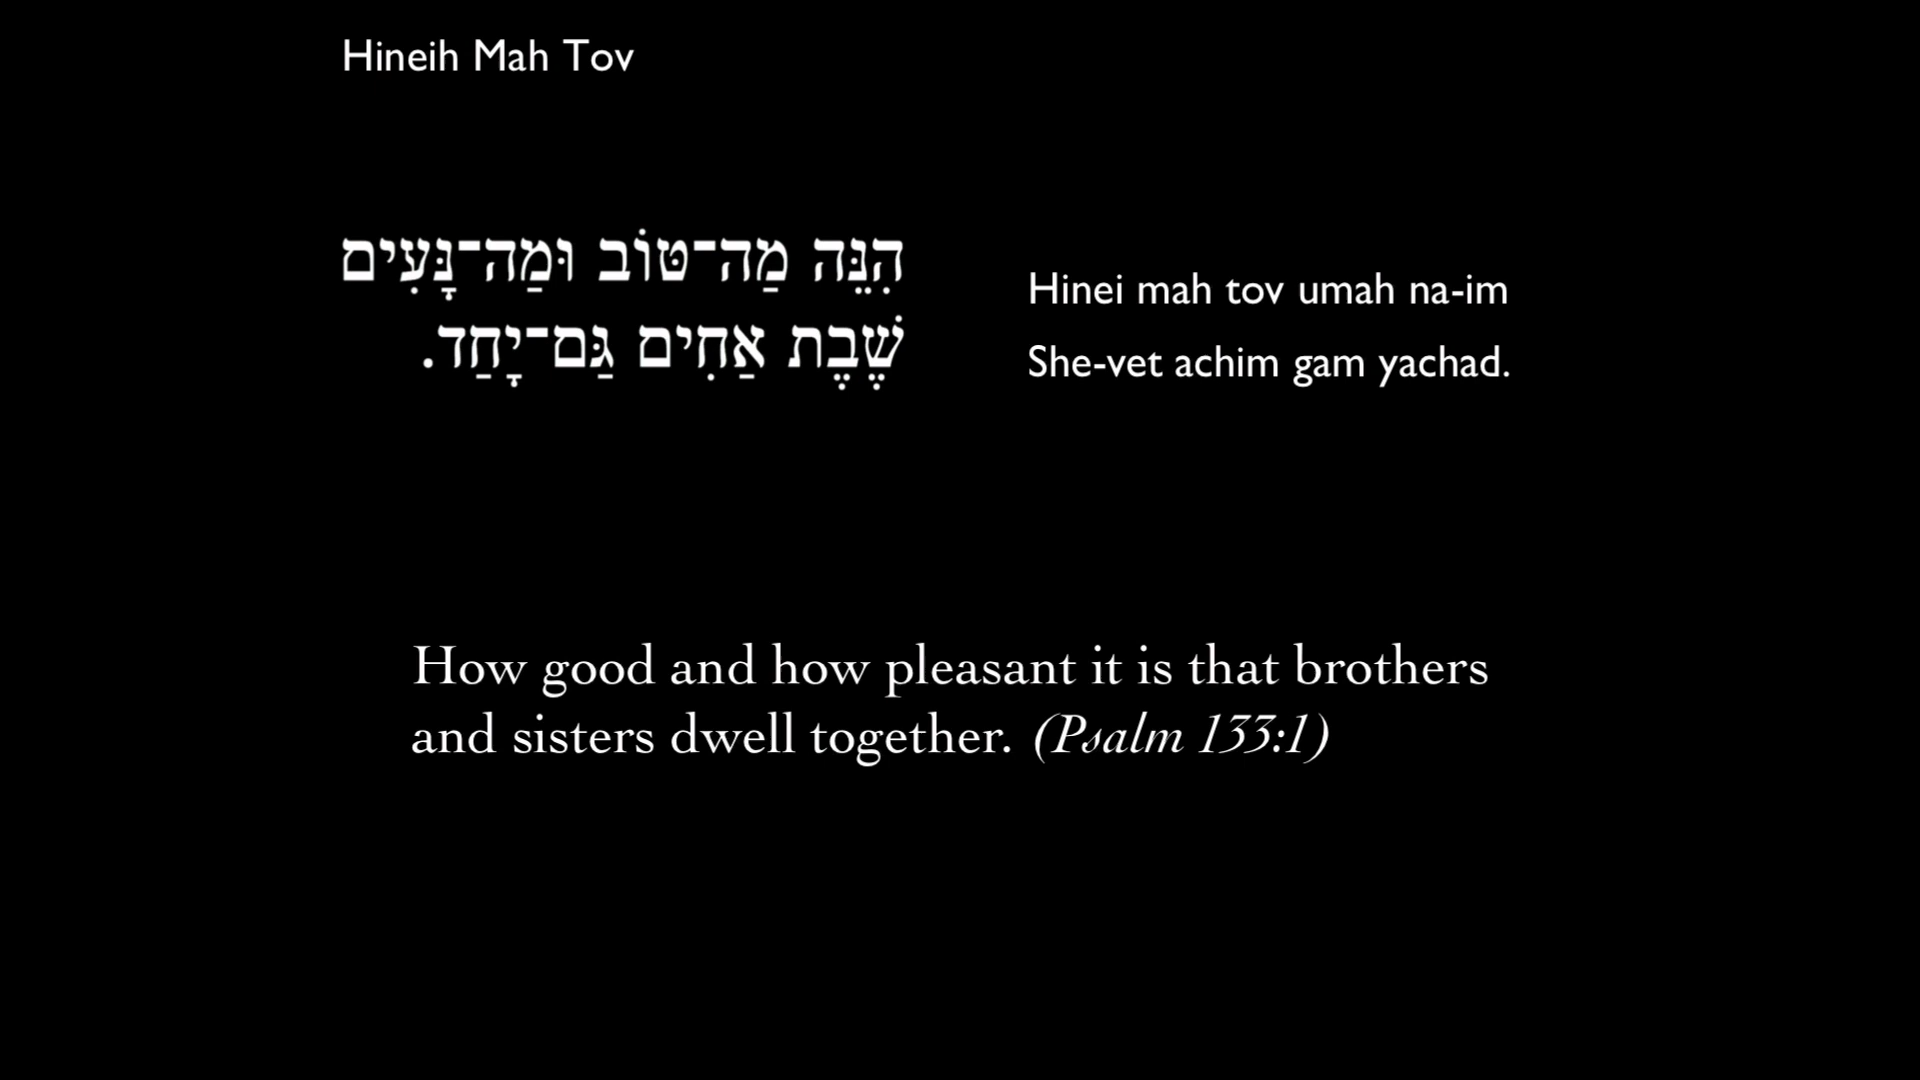 Hineih Mah Tov
הִנֵּה מַה־טּוֹב וּמַה־נָּעִים
שֶׁבֶת אַחִים גַּם־יָחַד.
Hinei mah tov umah na-im
She-vet achim gam yachad.
How good and how pleasant it is that brothers
and sisters dwell together. (Psalm 133:1)